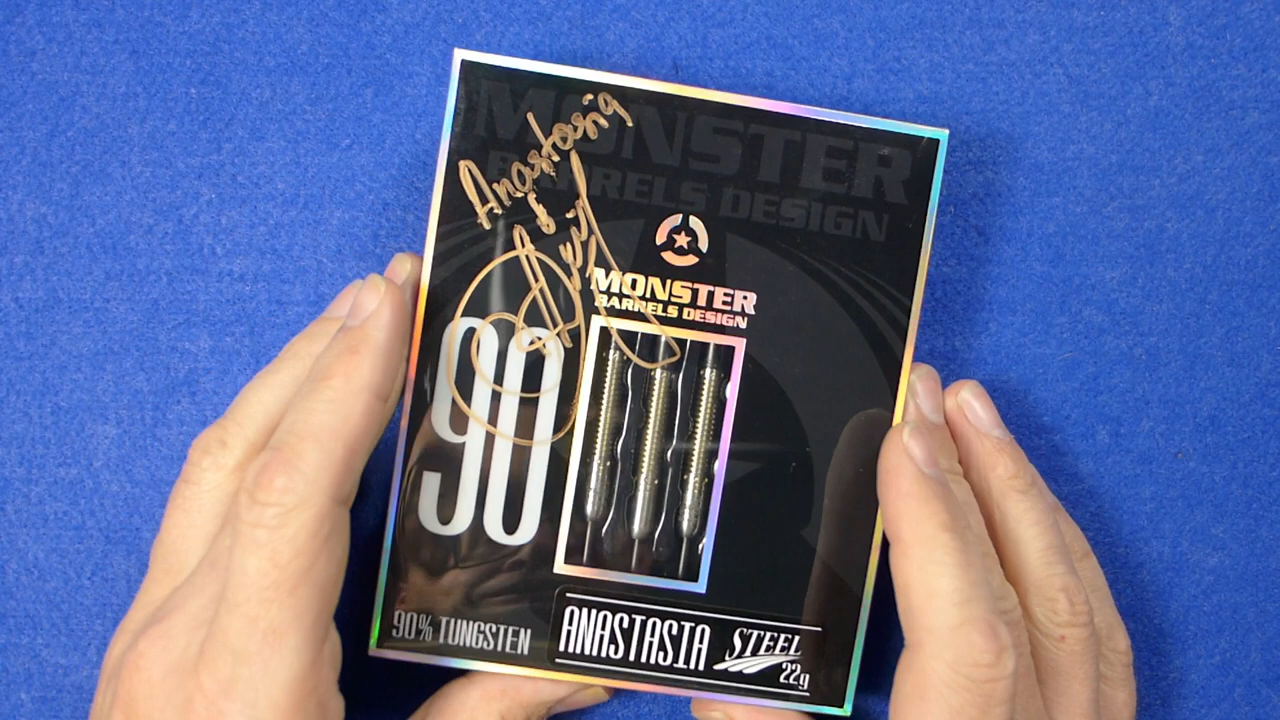 MONSTER
BARRELS DESIGN
Anastasia
MONSTER
BARRELS DESIGN
90
90% TUNGSTEN
ANASTASIA STEEL
22g